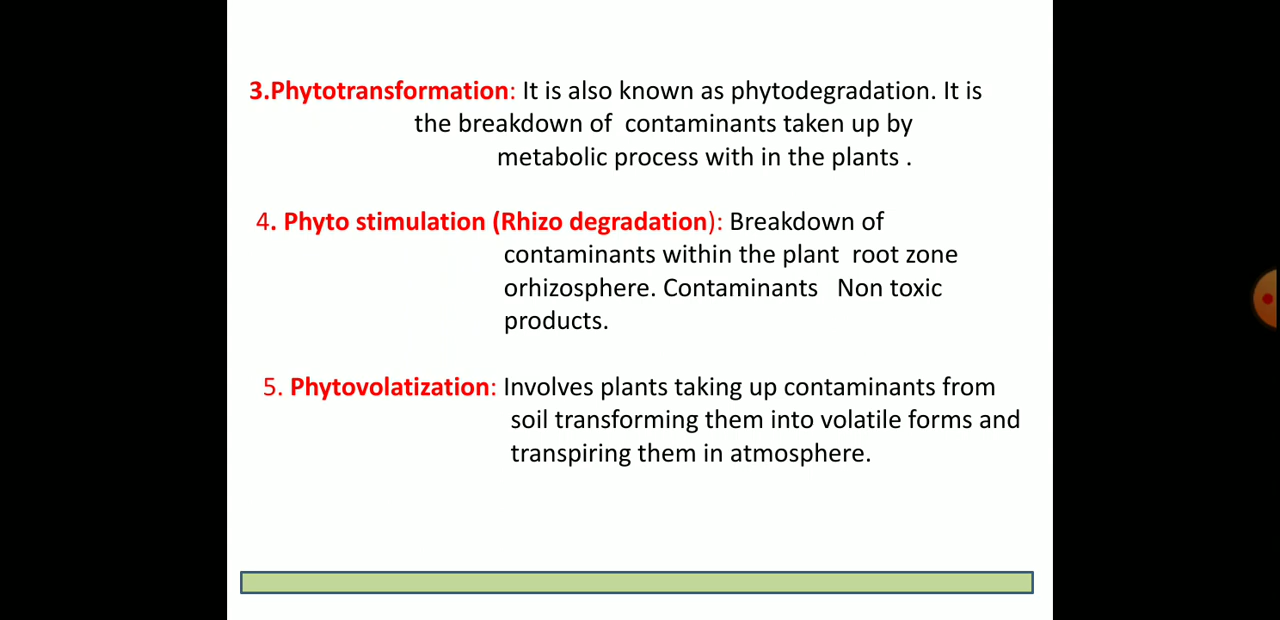 3.Phytotransformation: It is also known as phytodegradation. It is
the breakdown of contaminants taken up by
metabolic process with in the plants .
4. Phyto stimulation (Rhizo degradation): Breakdown of
contaminants within the plant root zone
orhizosphere. Contaminants Non toxic
products.
5. Phytovolatization: Involves plants taking up contaminants from
soil transforming them into volatile forms and
transpiring them in atmosphere.